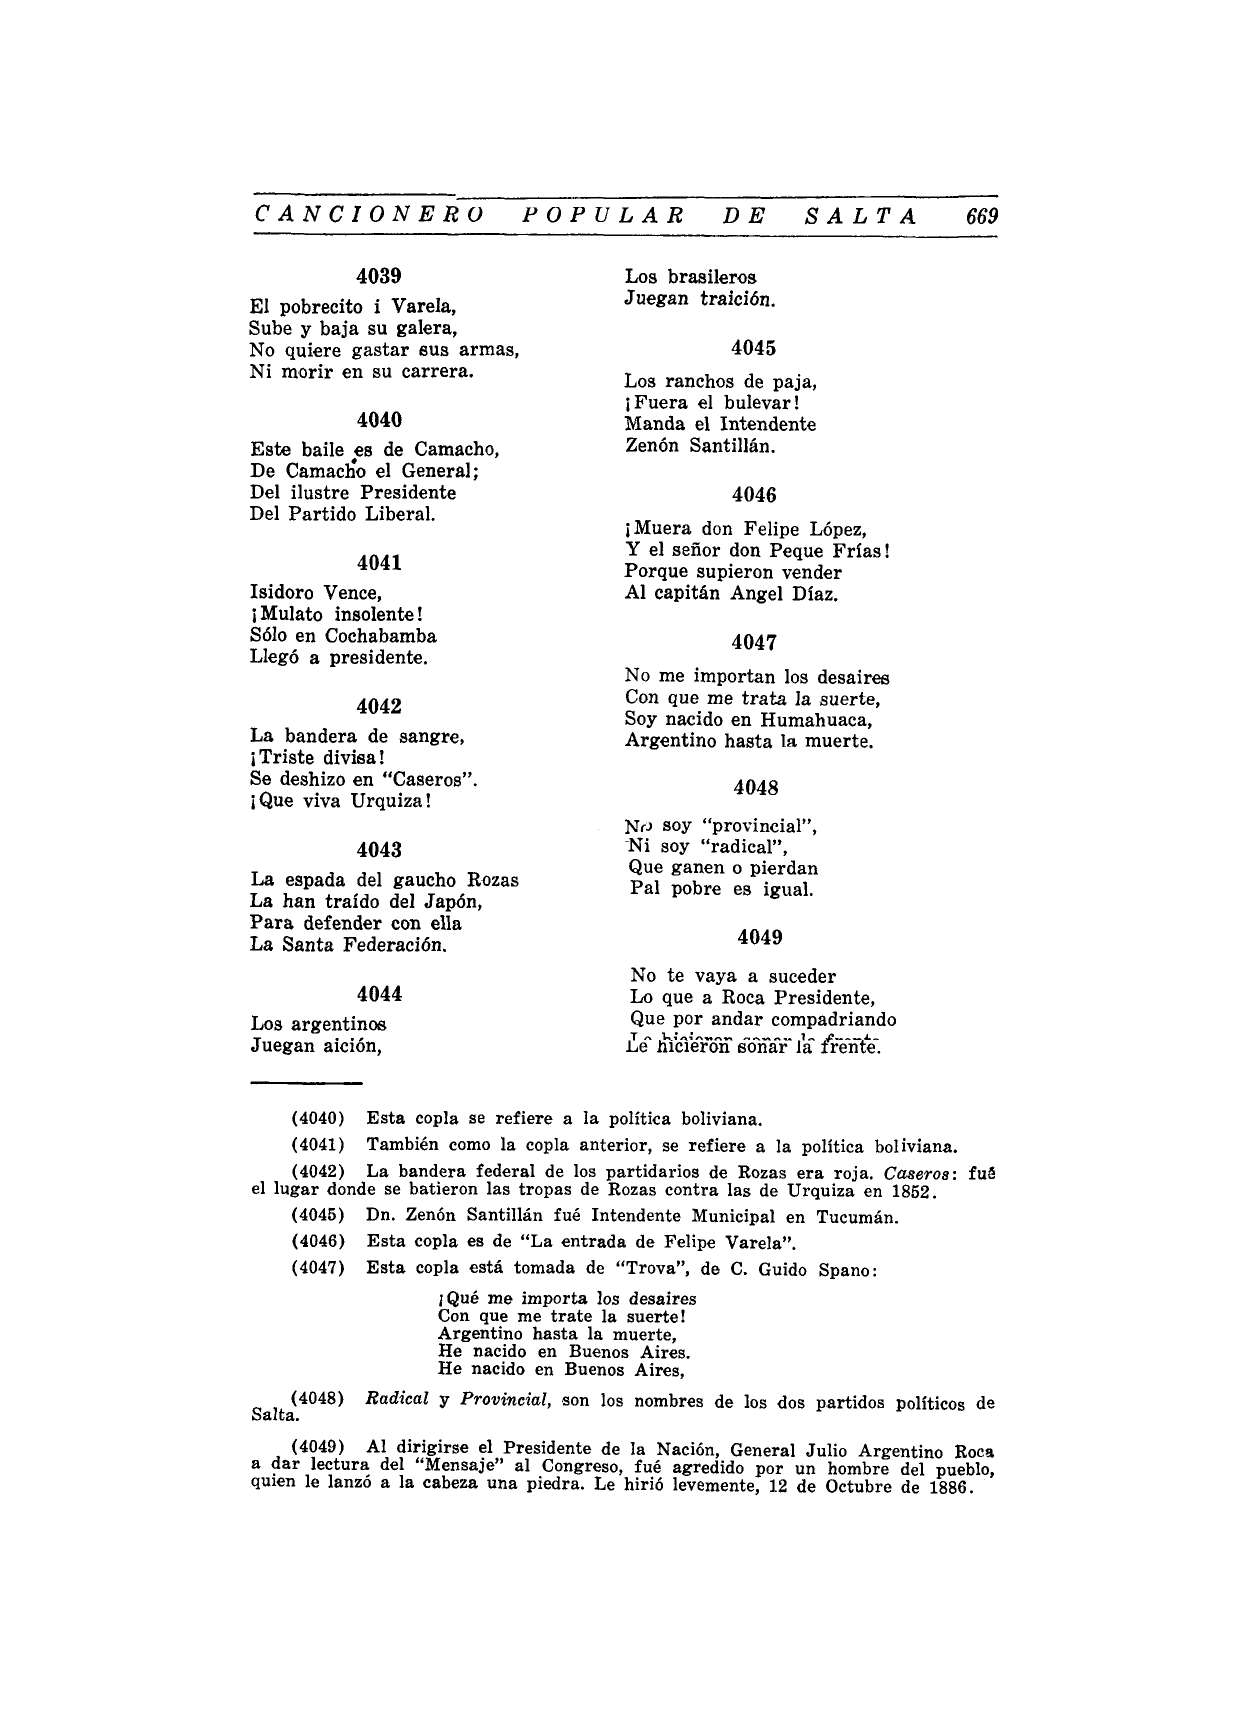 CANCIONERO POPULAR DE SALTA 669
4039
El pobrecito i Varela,
Sube y baja su galera,
No quiere gastar sus armas,
Ni morir en su carrera.
4040
Este baile es de Camacho,
De Camacho el General;
Del ilustre Presidente
Del Partido Liberal.
4041
Isidoro Vence,
¡Mulato insolente!
Sólo en Cochabamba
Llegó a presidente.
4042
La bandera de sangre,
¡Triste divisa!
Se deshizo en “Caseros”.
¡Que viva Urquiza!
4043
La espada del gaucho Rozas
La han traído del Japón,
Para defender con ella
La Santa Federación.
4044
Los argentinos
Juegan aición,
Los brasileros
Juegan traición.
4045
Los ranchos de paja,
¡Fuera el bulevar!
Manda el Intendente
Zenón Santillán.
4046
¡Muera don Felipe López,
Y el señor don Peque Frías!
Porque supieron vender
Al capitán Angel Díaz.
4047
No me importan los desaires
Con que me trata la suerte,
Soy nacido en Humahuaca,
Argentino hasta la muerte.
4048
No soy “provincial”,
Ni soy “radical”,
Que ganen o pierdan
Pal pobre es igual.
4049
No te vaya a suceder
Lo que a Roca Presidente,
Que por andar compadriando
Le hicieron sonar la frente.
(4040) Esta copla se refiere a la política boliviana.
(4041) También como la copla anterior, se refiere a la política boliviana.
(4042) La bandera federal de los partidarios de Rozas era roja. Caseros: fué
el lugar donde se batieron las tropas de Rozas contra las de Urquiza en 1852.
(4045) Dn. Zenón Santillán fué Intendente Municipal en Tucumán.
(4046) Esta copla es de “La entrada de Felipe Varela”.
(4047) Esta copla está tomada de “Trova”, de C. Guido Spano:
¡Qué me importa los desaires
Con que me trate la suerte!
Argentino hasta la muerte,
He nacido en Buenos Aires.
He nacido en Buenos Aires,
(4048) Radical y Provincial, son los nombres de los dos partidos políticos de
Salta.
(4049) Al dirigirse el Presidente de la Nación, General Julio Argentino Roca
a dar lectura del “Mensaje” al Congreso, fué agredido por un hombre del pueblo,
quien le lanzó a la cabeza una piedra. Le hirió levemente, 12 de Octubre de 1886.